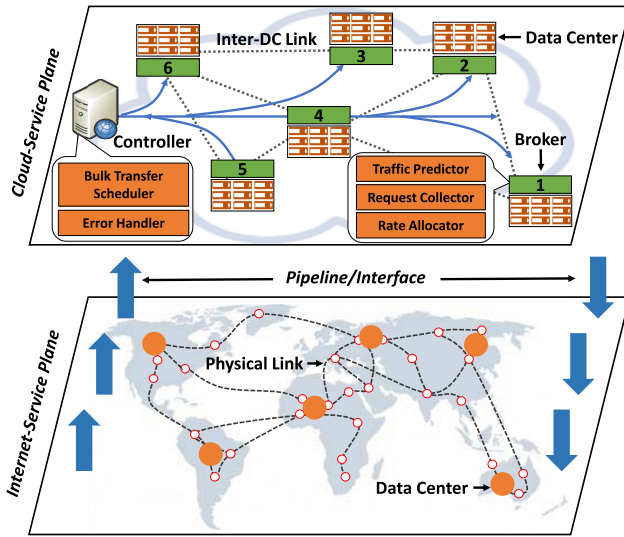 Cloud-Service Plane
Inter-DC Link
Data Center
6
3
2
4
Controller
Broker
5
1
Bulk Transfer
Scheduler
Error Handler
Traffic Predictor
Request Collector
Rate Allocator
Pipeline/Interface
Internet-Service Plane
Physical Link
Data Center